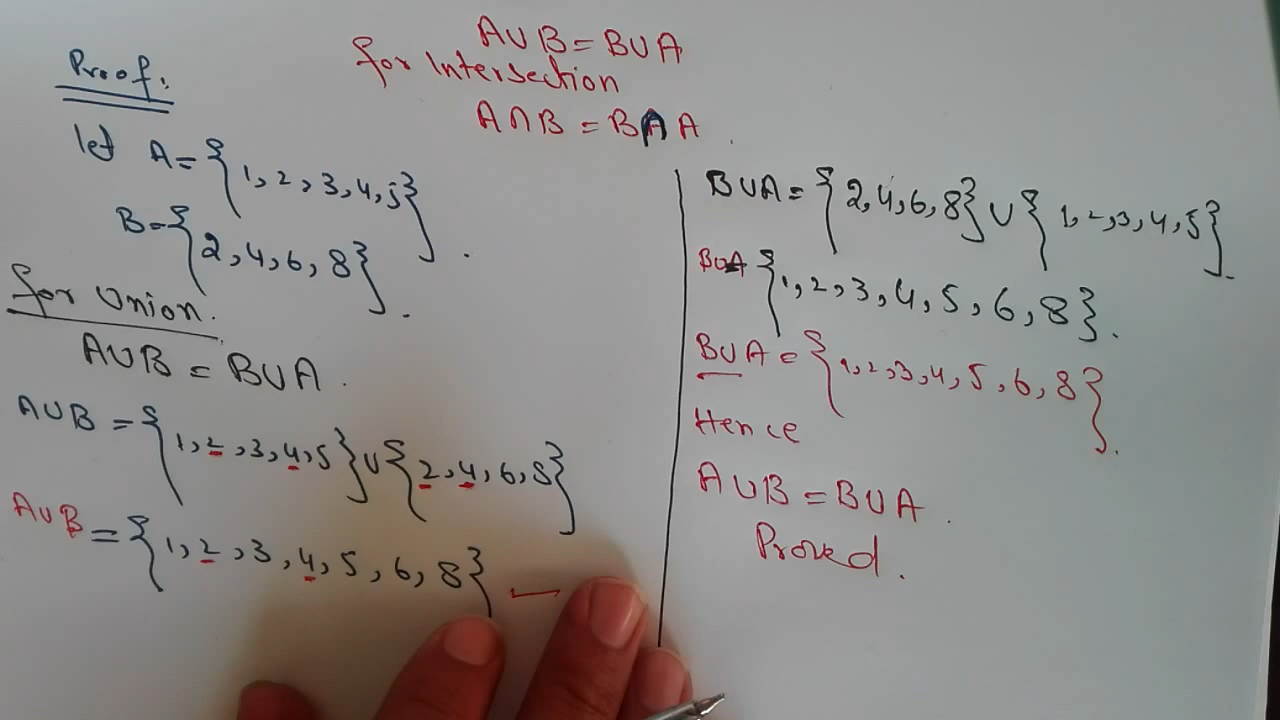 A∪B = B∪A
for Intersection
A∩B = B∩A.
Proof:
let A = {1, 2, 3, 4, 5}.
B = {2, 4, 6, 8}.
for Union.
A∪B = B∪A.
A∪B = {1, 2, 3, 4, 5} ∪ {2, 4, 6, 8}
A∪B = {1, 2, 3, 4, 5, 6, 8}
B∪A = {2, 4, 6, 8} ∪ {1, 2, 3, 4, 5}.
B∪A {1, 2, 3, 4, 5, 6, 8}.
B∪A = {1, 2, 3, 4, 5, 6, 8}.
Hence
A∪B = B∪A.
Proved.